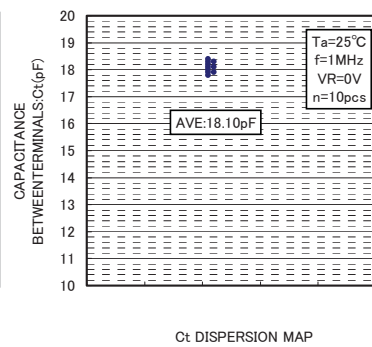 20
19
18
17
16
15
14
13
12
11
10
CAPACITANCE
BETWEENTERMINALS:Ct(pF)
Ta=25℃
f=1MHz
VR=0V
n=10pcs
AVE:18.10pF
Ct DISPERSION MAP